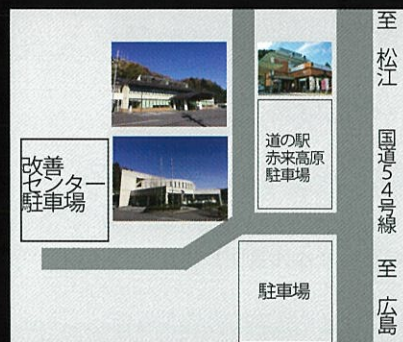 至 松江 国道54号線 至 広島
道の駅
赤来高原
駐車場
改善
センター
駐車場
駐車場